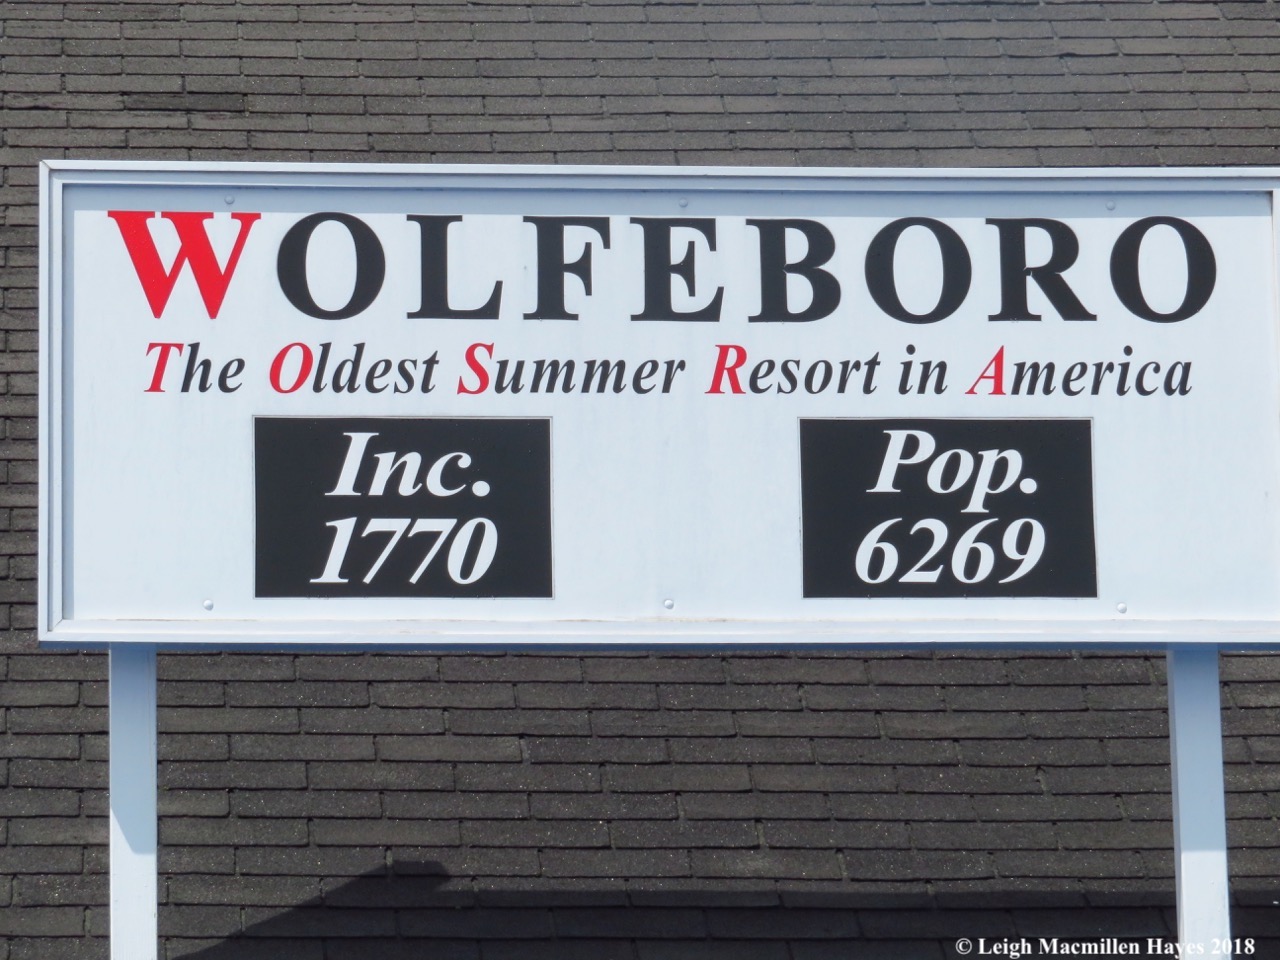 WOLFEBORO
The Oldest Summer Resort in America
Inc.
1770
Pop.
6269
© Leigh Macmillen Hayes 2018